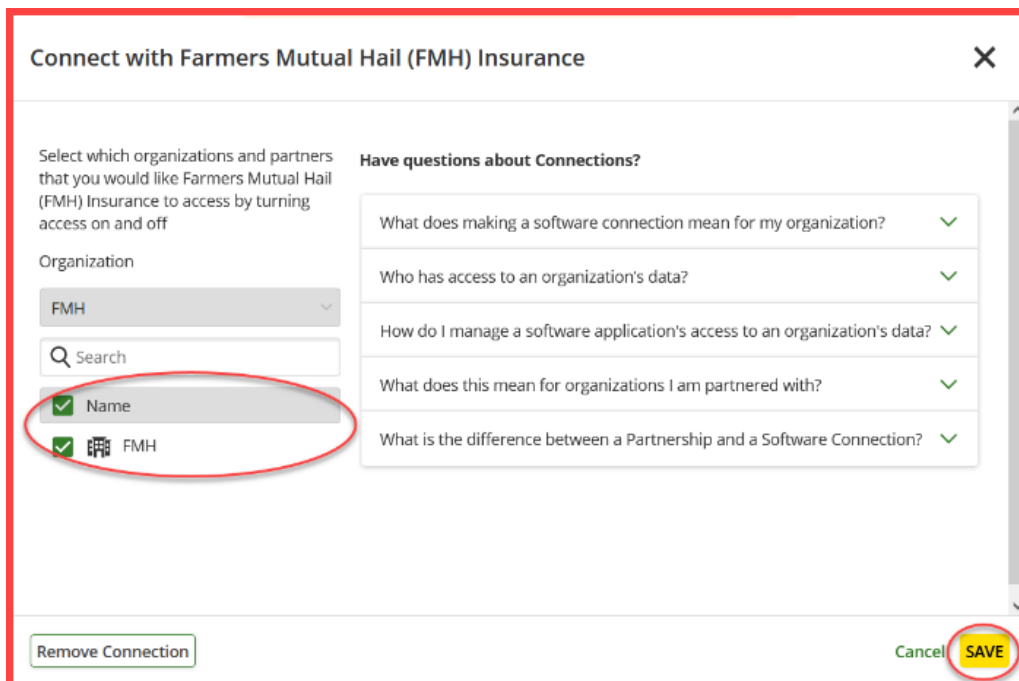 Connect with Farmers Mutual Hail (FMH) Insurance
Select which organizations and partners
that you would like Farmers Mutual Hail
(FMH) Insurance to access by turning
access on and off
Organization
FMH
Search
Name
FMH
Have questions about Connections?
What does making a software connection mean for my organization?
Who has access to an organization's data?
How do I manage a software application's access to an organization's data?
What does this mean for organizations I am partnered with?
What is the difference between a Partnership and a Software Connection?
Remove Connection
Cancel
SAVE